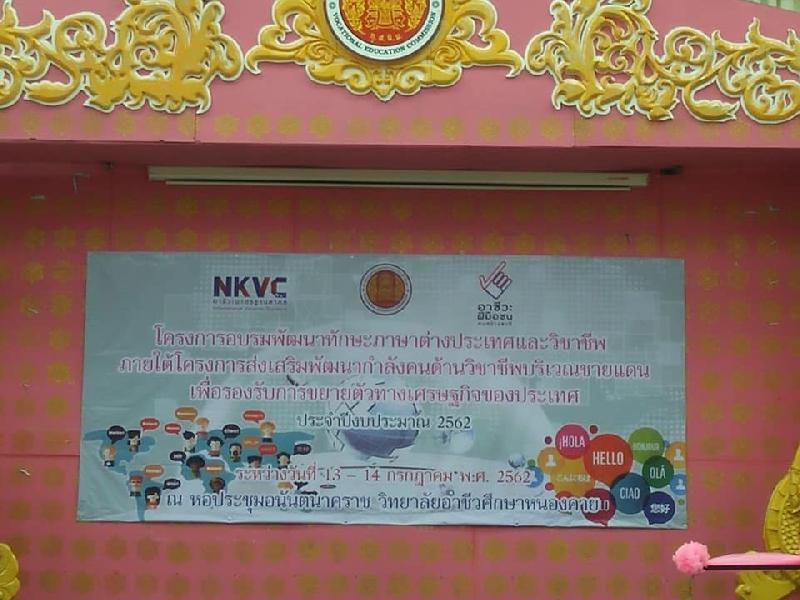 VOCATIONAL EDUCATION COMMISSION
NKVC
อาชีวะ
ฝีมือชน
โครงการอบรมพัฒนาทักษะภาษาต่างประเทศและวิชาชีพ
ภายใต้โครงการส่งเสริมพัฒนากำลังคนด้านวิชาชีพบริเวณชายแดน
เพื่อรองรับการขยายตัวทางเศรษฐกิจของประเทศ
ประจำปีงบประมาณ 2562
ระหว่างวันที่ 13 - 14 กรกฎาคม พ.ศ. 2562
ณ หอประชุมอนันตนาคราช วิทยาลัยอาชีวศึกษาหนองคาย
HOLA
HELLO
BONJOUR
OLÁ
CIAO
您好